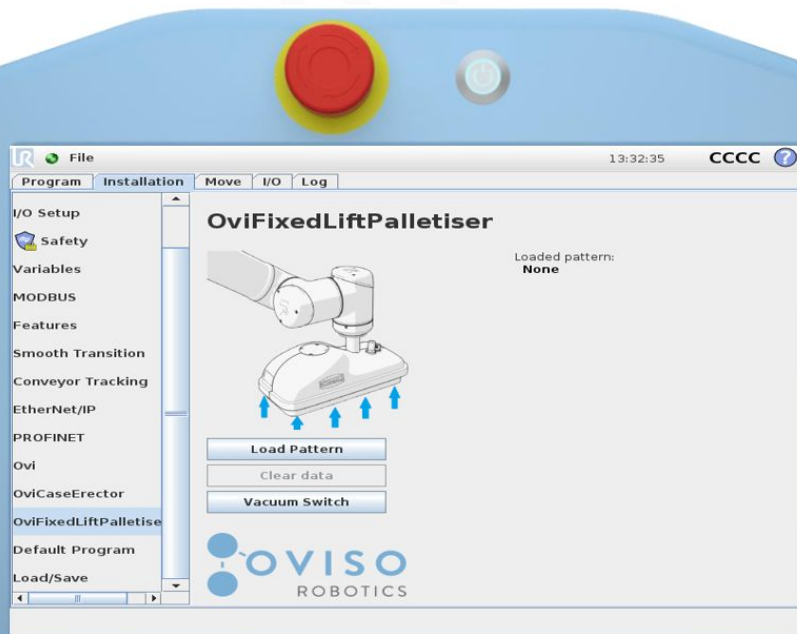 UR File 13:32:35 CCCC ?
Program Installation Move I/O Log
I/O Setup
Safety
Variables
MODBUS
Features
Smooth Transition
Conveyor Tracking
EtherNet/IP
PROFINET
Ovi
OviCaseErector
OviFixedLiftPalletise
Default Program
Load/Save
OviFixedLiftPalletiser
Loaded pattern:
None
Load Pattern
Clear data
Vacuum Switch
OVISO
ROBOTICS